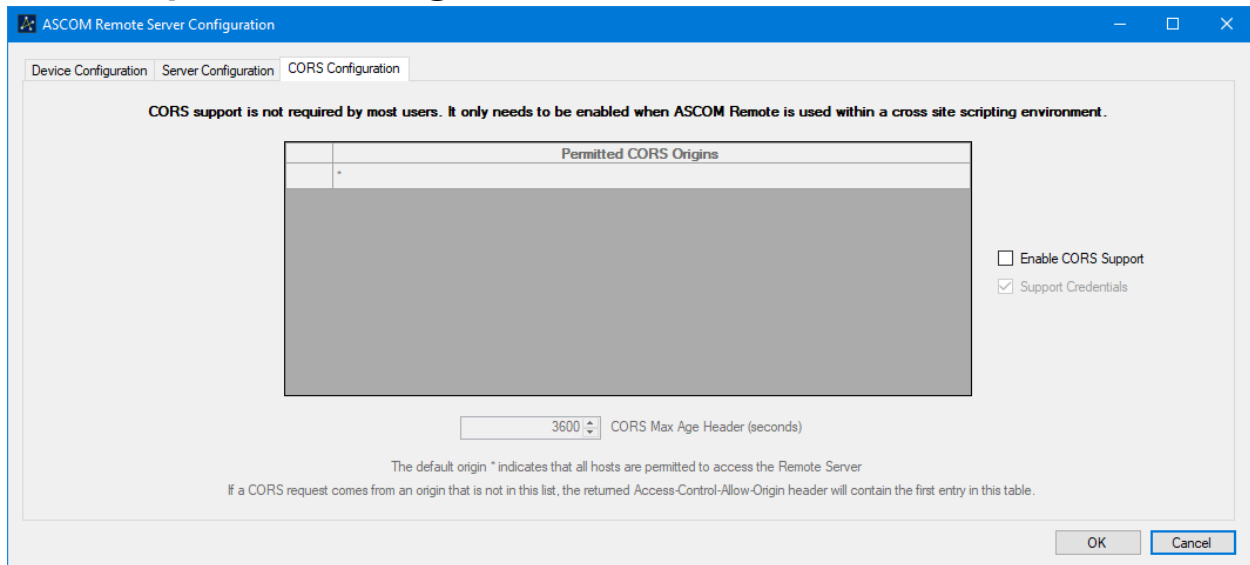 ASCOM Remote Server Configuration
Device Configuration Server Configuration CORS Configuration
CORS support is not required by most users. It only needs to be enabled when ASCOM Remote is used within a cross site scripting environment.
Permitted CORS Origins
*
Enable CORS Support
Support Credentials
3600 CORS Max Age Header (seconds)
The default origin * indicates that all hosts are permitted to access the Remote Server
If a CORS request comes from an origin that is not in this list, the returned Access-Control-Allow-Origin header will contain the first entry in this table.
OK Cancel